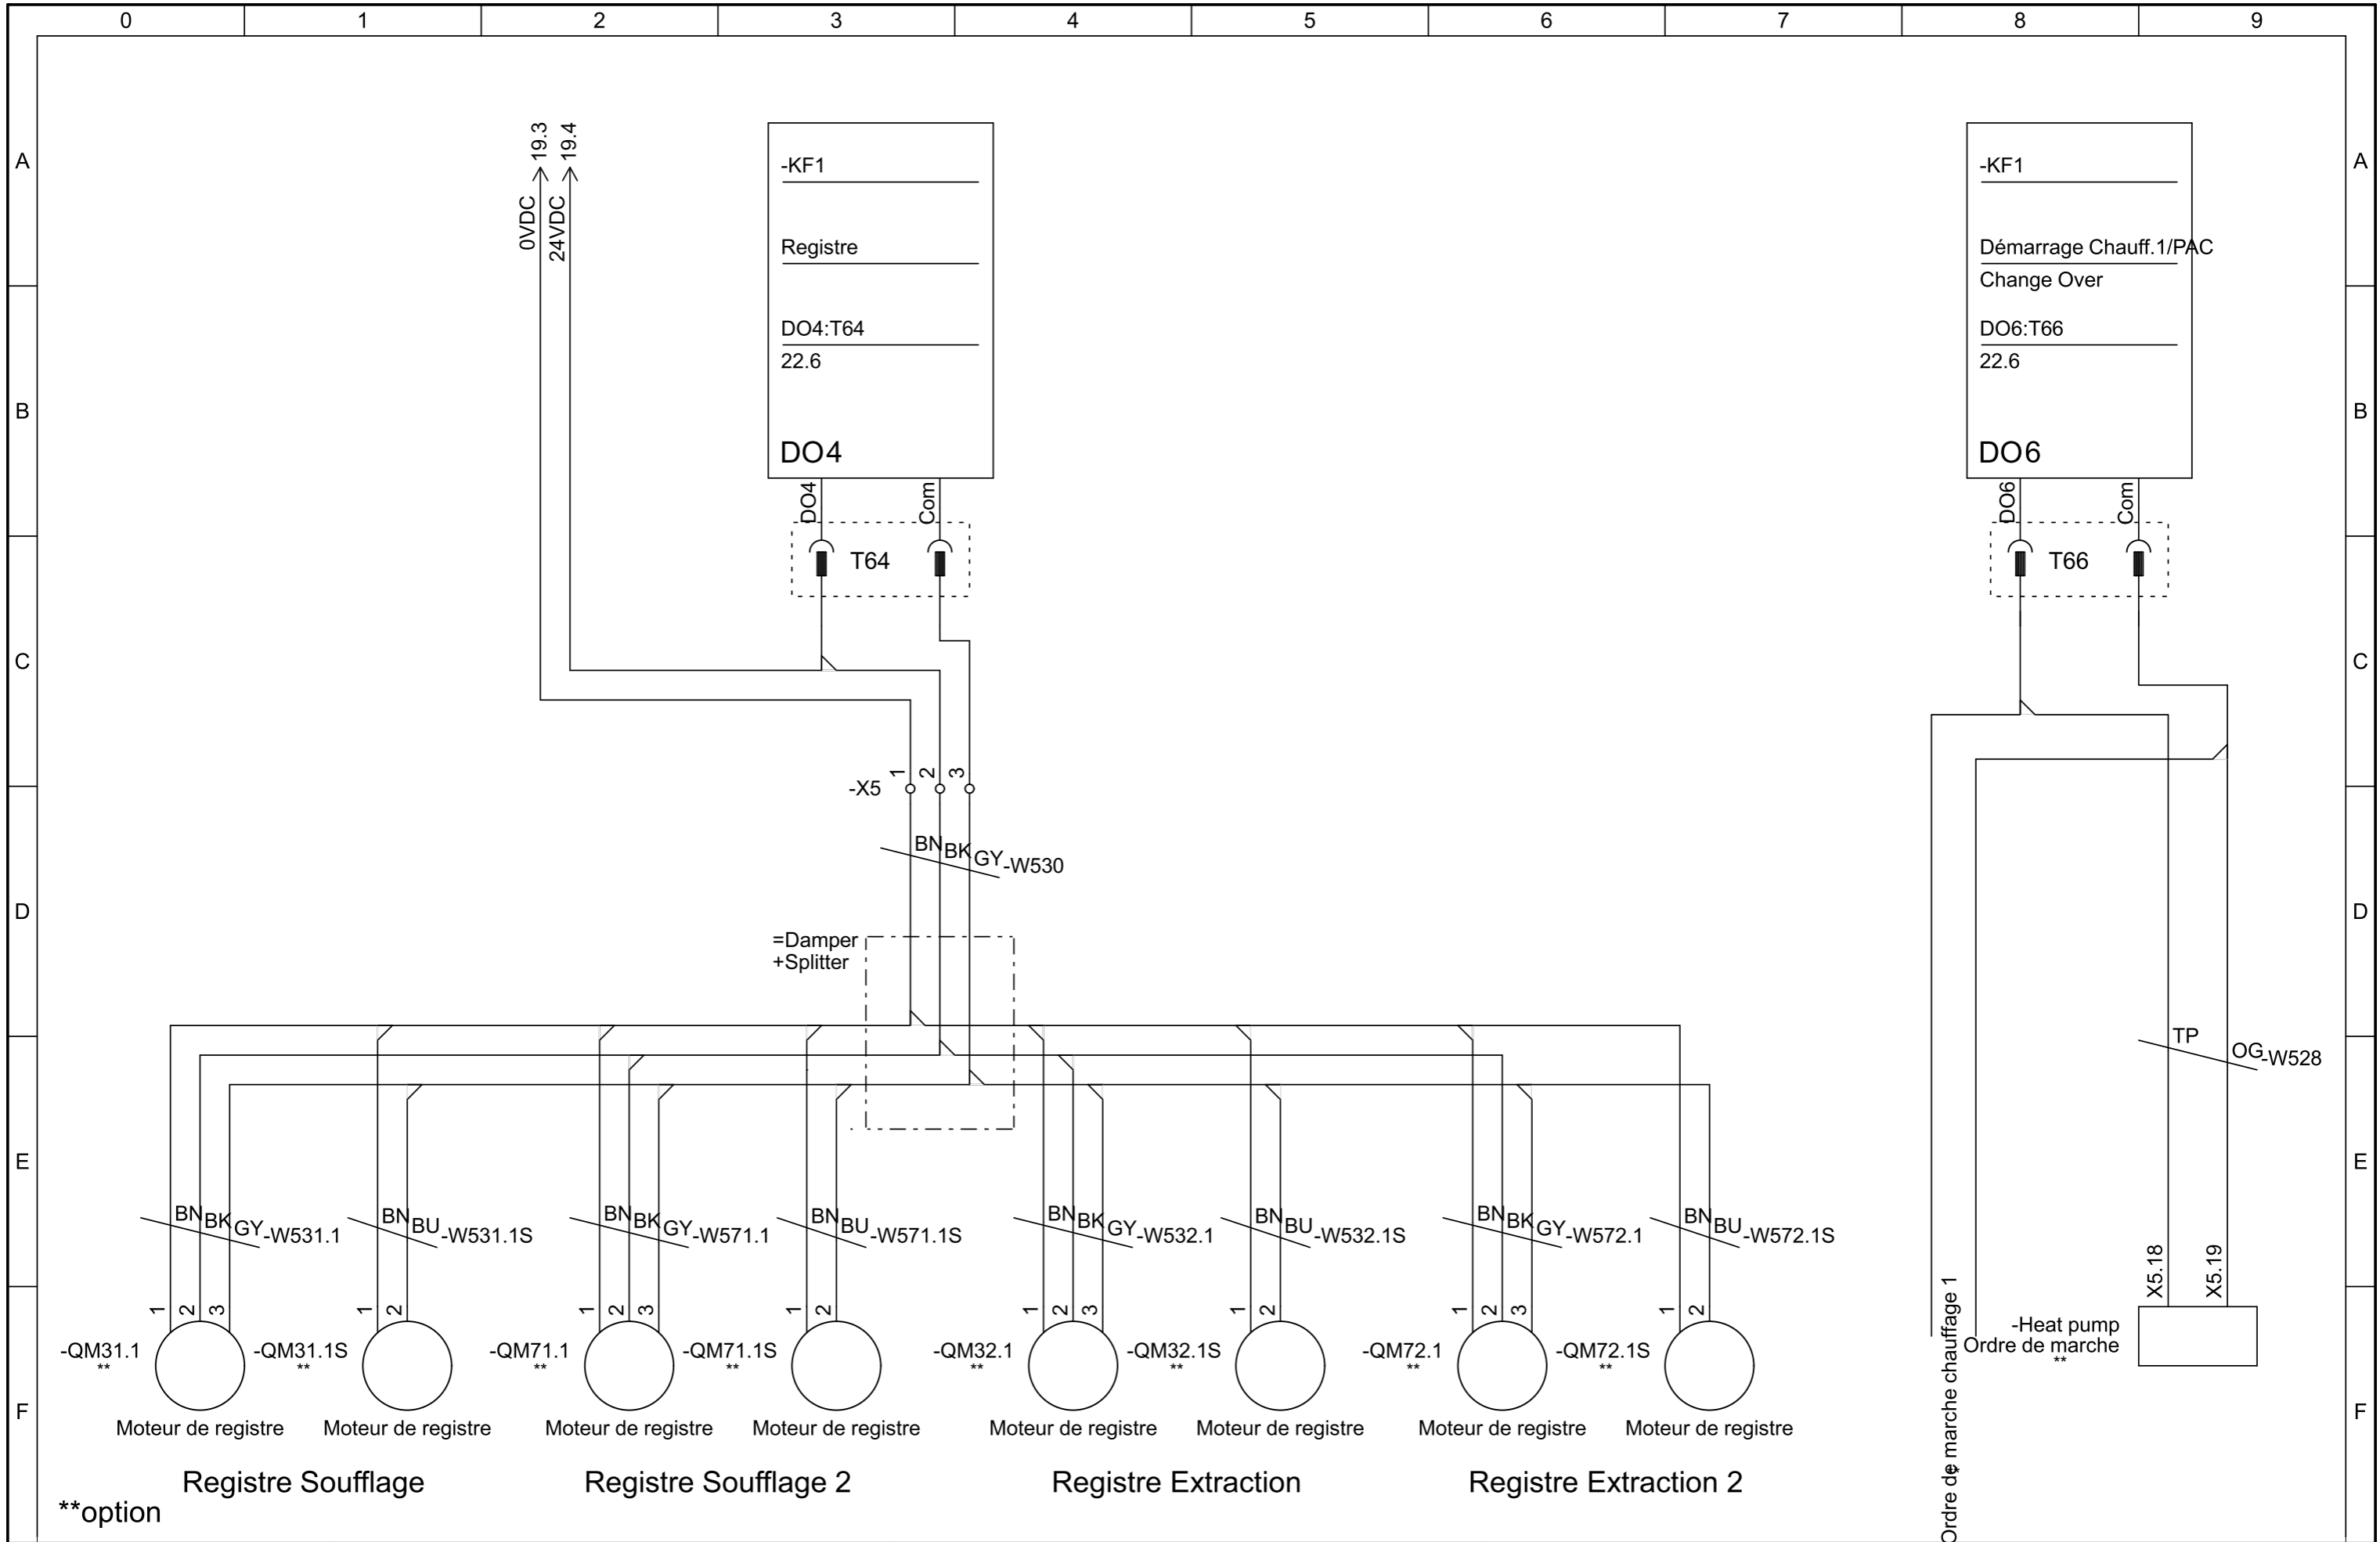 0 1 2 3 4 5 6 7 8 9
A A
B B
C C
D D
E E
F F
0VDC 19.3
24VDC 19.4
-KF1
Registre
DO4:T64
22.6
DO4
DO4 Com
T64
-KF1
Démarrage Chauff.1/PAC
Change Over
DO6:T66
22.6
DO6
DO6 Com
T66
-X5 1 2 3
BN BK GY -W530
=Damper
+Splitter
TP OG -W528
BN BK GY -W531.1
BN BU -W531.1S
BN BK GY -W571.1
BN BU -W571.1S
BN BK GY -W532.1
BN BU -W532.1S
BN BK GY -W572.1
BN BU -W572.1S
X5.18 X5.19
1 2 3
1 2
1 2 3
1 2
1 2 3
1 2
1 2 3
1 2
-QM31.1
**
-QM31.1S
**
-QM71.1
**
-QM71.1S
**
-QM32.1
**
-QM32.1S
**
-QM72.1
**
-QM72.1S
**
Ordre de marche chauffage 1
-Heat pump
Ordre de marche
**
Moteur de registre
Moteur de registre
Moteur de registre
Moteur de registre
Moteur de registre
Moteur de registre
Moteur de registre
Moteur de registre
Registre Soufflage
Registre Soufflage 2
Registre Extraction
Registre Extraction 2
**option